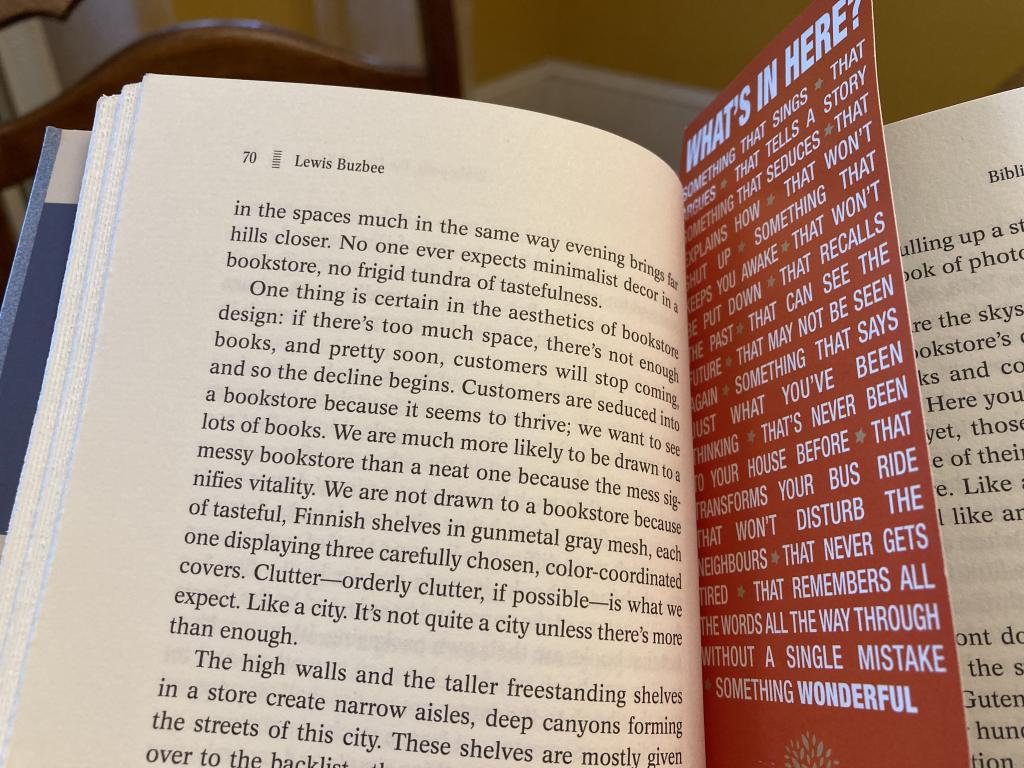 70 Lewis Buzbee
in the spaces much in the same way evening brings far
hills closer. No one ever expects minimalist decor in a
bookstore, no frigid tundra of tastefulness.
One thing is certain in the aesthetics of bookstore
design: if there's too much space, there's not enough
books, and pretty soon, customers will stop coming,
and so the decline begins. Customers are seduced into
a bookstore because it seems to thrive; we want to see
lots of books. We are much more likely to be drawn to a
messy bookstore than a neat one because the mess sig-
nifies vitality. We are not drawn to a bookstore because
of tasteful, Finnish shelves in gunmetal gray mesh, each
one displaying three carefully chosen, color-coordinated
covers. Clutter—orderly clutter, if possible—is what we
expect. Like a city. It's not quite a city unless there's more
than enough.
The high walls and the taller freestanding shelves
in a store create narrow aisles, deep canyons forming
the streets of this city. These shelves are mostly given
over to the backlist,
WHAT'S IN HERE?
SOMETHING THAT SINGS ★ THAT
ARGUES ★ THAT TELLS A STORY
SOMETHING THAT SEDUCES ★ THAT
EXPLAINS HOW ★ THAT WON'T
SHUT UP ★ SOMETHING THAT
KEEPS YOU AWAKE ★ THAT WON'T
BE PUT DOWN ★ THAT RECALLS
THE PAST ★ THAT CAN SEE THE
FUTURE ★ THAT MAY NOT BE SEEN
AGAIN ★ SOMETHING THAT SAYS
JUST WHAT YOU'VE BEEN
THINKING ★ THAT'S NEVER BEEN
TO YOUR HOUSE BEFORE ★ THAT
TRANSFORMS YOUR BUS RIDE
THAT WON'T DISTURB THE
NEIGHBOURS ★ THAT NEVER GETS
TIRED ★ THAT REMEMBERS ALL
THE WORDS ALL THE WAY THROUGH
WITHOUT A SINGLE MISTAKE
★ SOMETHING WONDERFUL
Bibli
ulling up a st
ook of photo
re the skys
ookstore's
ks and co
Here you
yet, those
e of their
e. Like a
l like an
ont do
the s
Guten
hund
tion